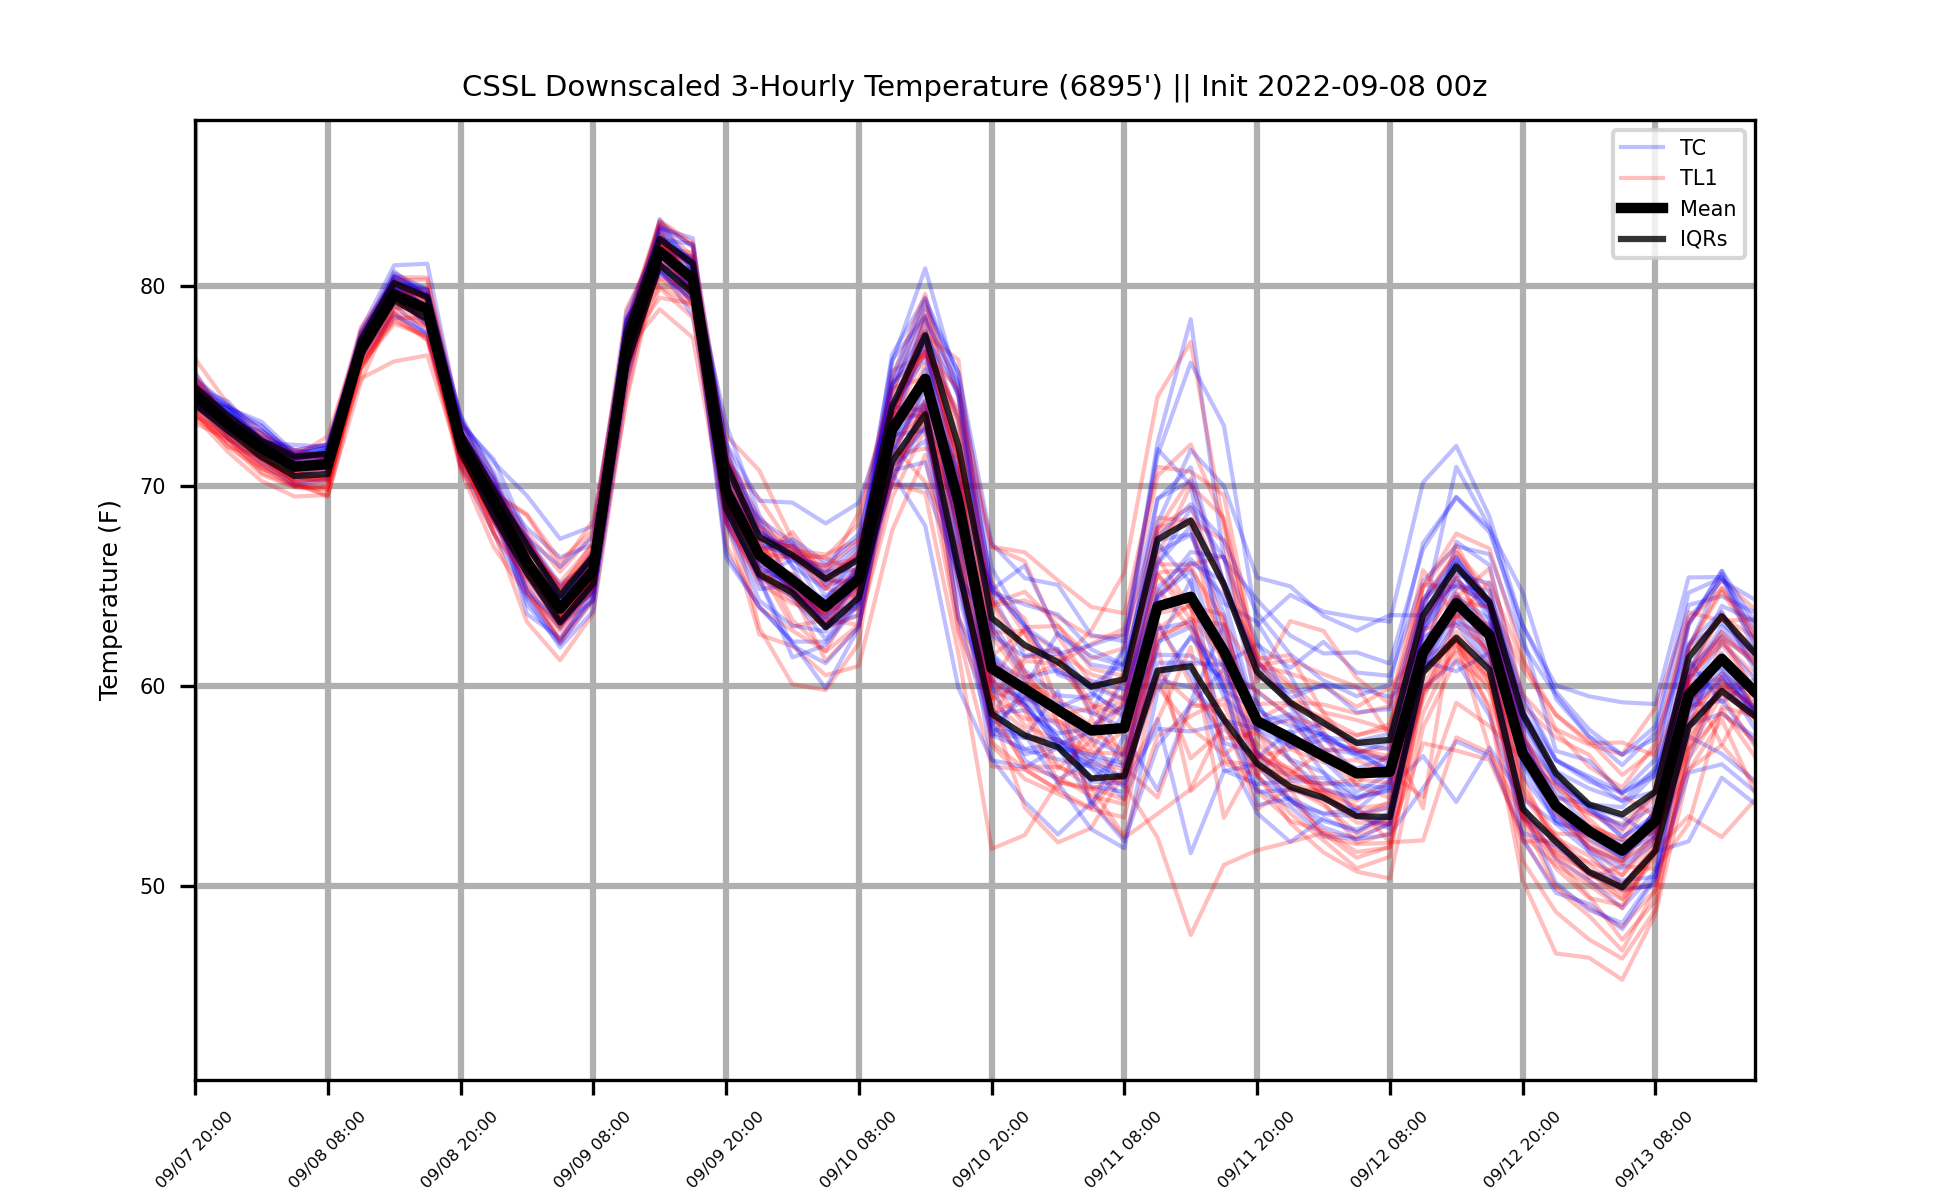 CSSL Downscaled 3-Hourly Temperature (6895') || Init 2022-09-08 00z
TC
TL1
Mean
IQRs
Temperature (F)
80
70
60
50
09/07 20:00
09/08 08:00
09/08 20:00
09/09 08:00
09/09 20:00
09/10 08:00
09/10 20:00
09/11 08:00
09/11 20:00
09/12 08:00
09/12 20:00
09/13 08:00